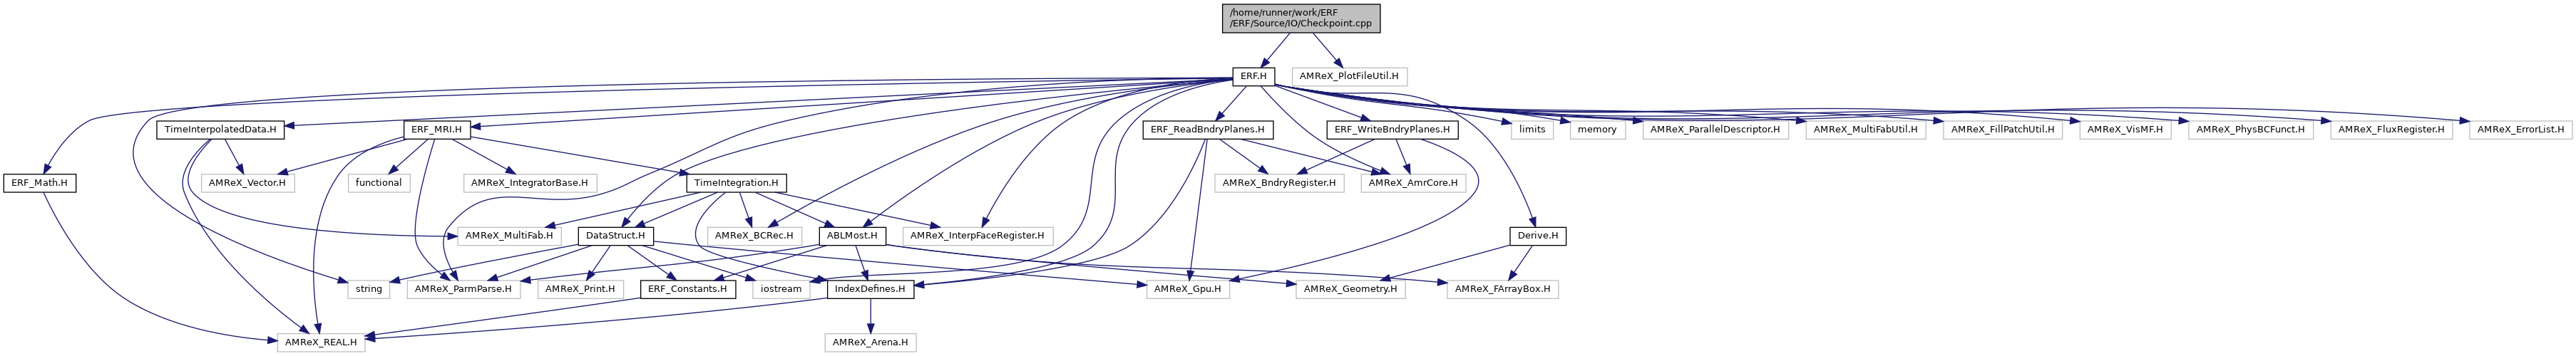 /home/runner/work/ERF
/ERF/Source/IO/Checkpoint.cpp
ERF.H
AMReX_PlotFileUtil.H
TimeInterpolatedData.H
ERF_MRI.H
ERF_ReadBndryPlanes.H
ERF_WriteBndryPlanes.H
limits
memory
AMReX_ParallelDescriptor.H
AMReX_MultiFabUtil.H
AMReX_FillPatchUtil.H
AMReX_VisMF.H
AMReX_PhysBCFunct.H
AMReX_FluxRegister.H
AMReX_ErrorList.H
ERF_Math.H
AMReX_Vector.H
functional
AMReX_IntegratorBase.H
TimeIntegration.H
AMReX_BndryRegister.H
AMReX_AmrCore.H
AMReX_MultiFab.H
DataStruct.H
AMReX_BCRec.H
ABLMost.H
AMReX_InterpFaceRegister.H
Derive.H
string
AMReX_ParmParse.H
AMReX_Print.H
ERF_Constants.H
iostream
IndexDefines.H
AMReX_Gpu.H
AMReX_Geometry.H
AMReX_FArrayBox.H
AMReX_REAL.H
AMReX_Arena.H